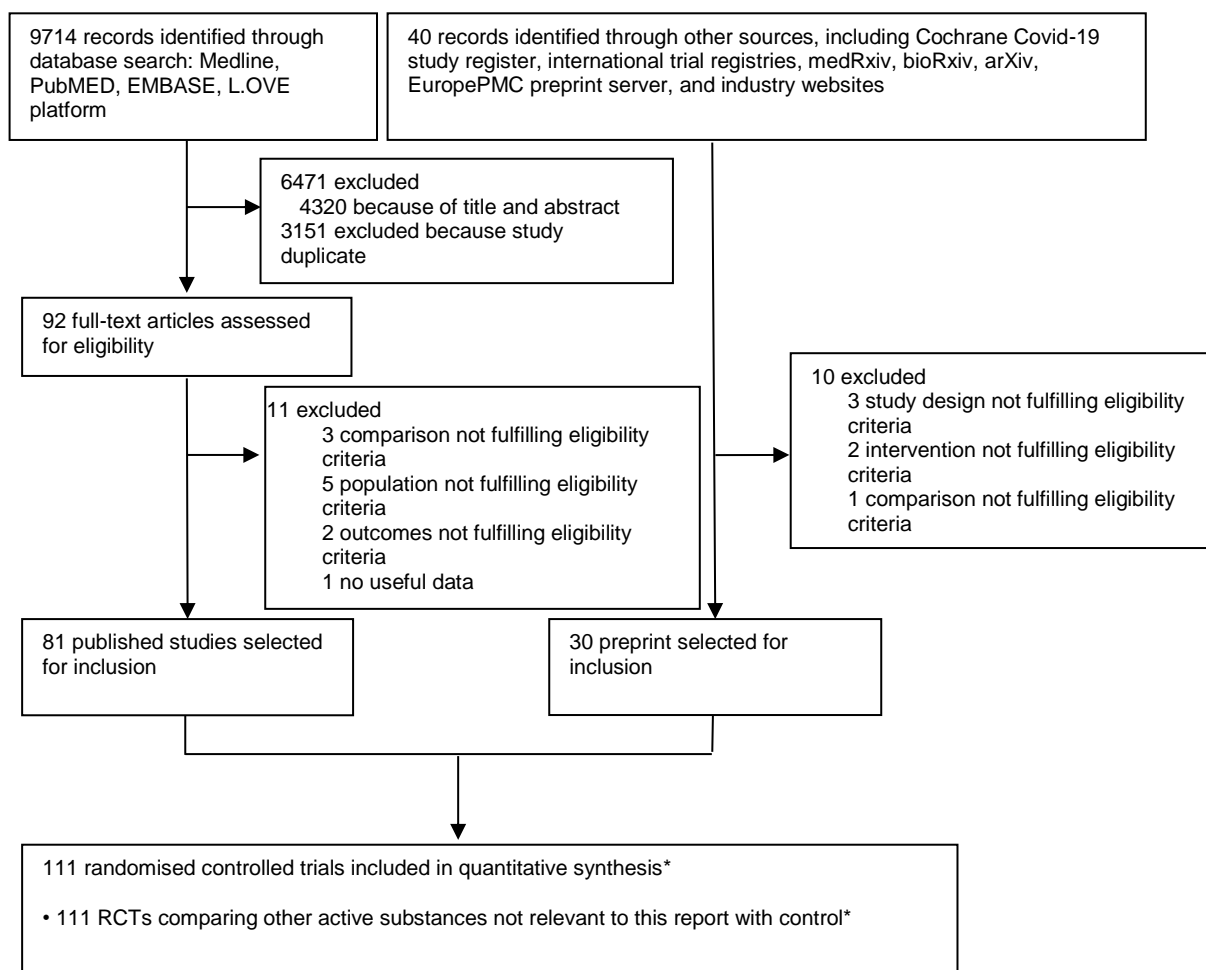 9714 records identified through
database search: Medline,
PubMED, EMBASE, L.OVE
platform
40 records identified through other sources, including Cochrane Covid-19
study register, international trial registries, medRxiv, bioRxiv, arXiv,
EuropePMC preprint server, and industry websites
6471 excluded
4320 because of title and abstract
3151 excluded because study
duplicate
92 full-text articles assessed
for eligibility
11 excluded
3 comparison not fulfilling eligibility
criteria
5 population not fulfilling eligibility
criteria
2 outcomes not fulfilling eligibility
criteria
1 no useful data
10 excluded
3 study design not fulfilling eligibility
criteria
2 intervention not fulfilling eligibility
criteria
1 comparison not fulfilling eligibility
criteria
81 published studies selected
for inclusion
30 preprint selected for
inclusion
111 randomised controlled trials included in quantitative synthesis*
• 111 RCTs comparing other active substances not relevant to this report with control*